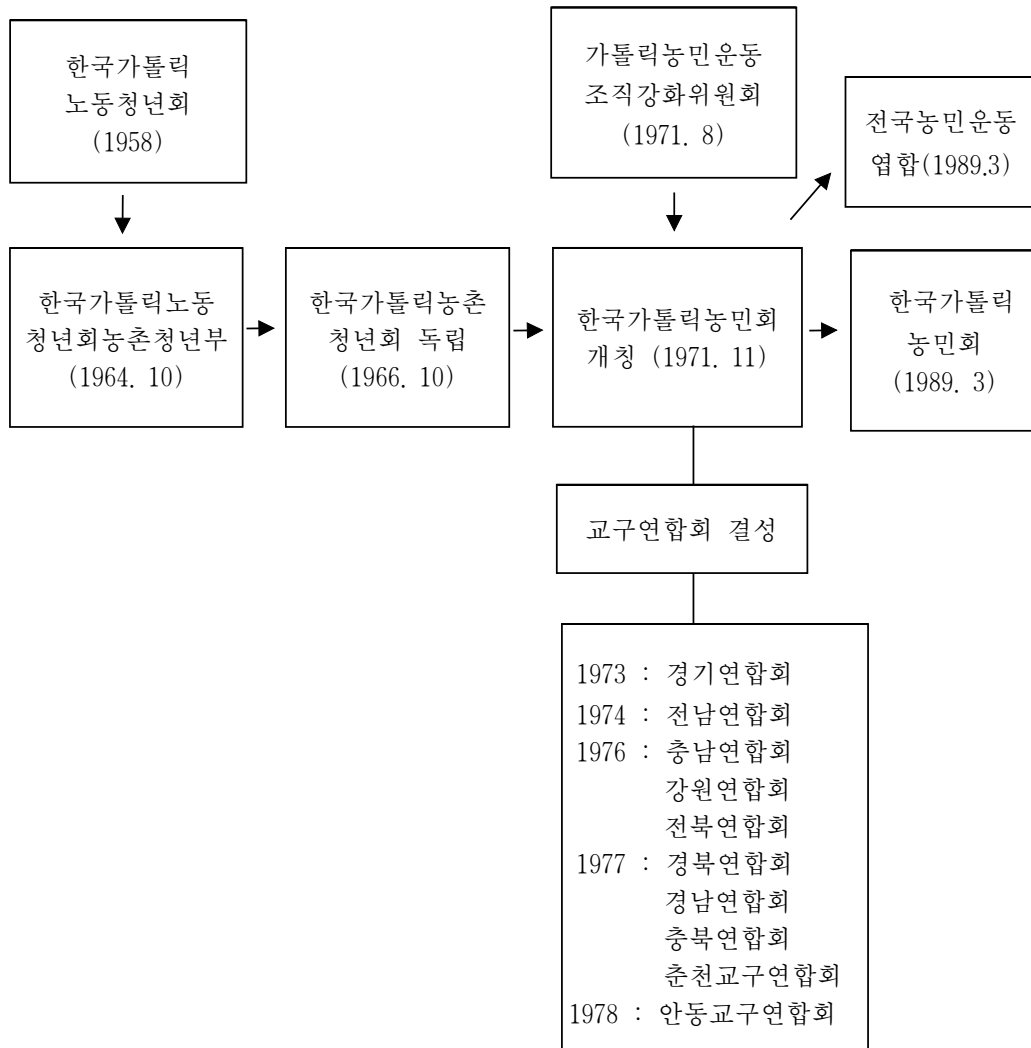 한국가톨릭
노동청년회
(1958)
가톨릭농민운동
조직강화위원회
(1971. 8)
전국농민운동
엽합(1989.3)
한국가톨릭노동
청년회농촌청년부
(1964. 10)
한국가톨릭농촌
청년회 독립
(1966. 10)
한국가톨릭농민회
개칭 (1971. 11)
한국가톨릭
농민회
(1989. 3)
교구연합회 결성
1973 : 경기연합회
1974 : 전남연합회
1976 : 충남연합회
강원연합회
전북연합회
1977 : 경북연합회
경남연합회
충북연합회
춘천교구연합회
1978 : 안동교구연합회